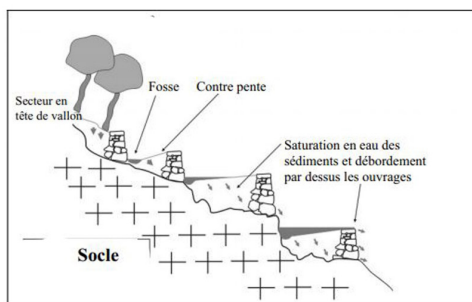 Secteur en
tête de vallon
Fosse
Contre pente
Saturation en eau des
sédiments et débordement
par dessus les ouvrages
Socle